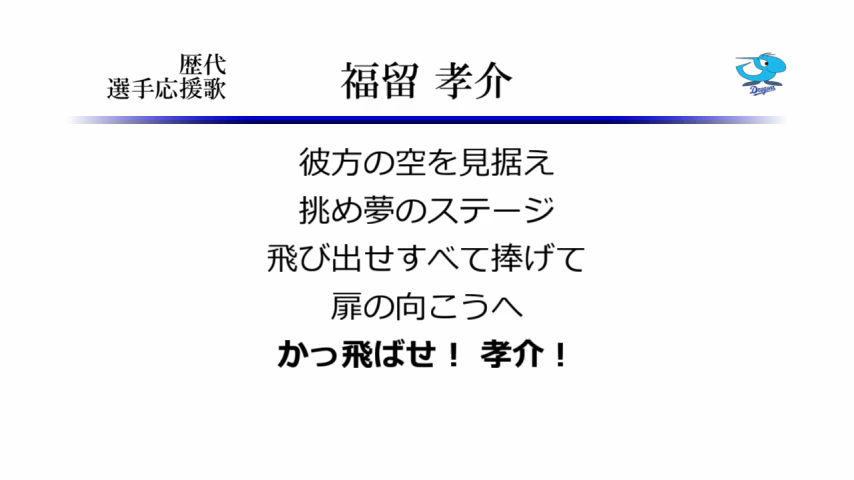 歴代
選手応援歌
福留 孝介
Dragons
彼方の空を見据え
挑め夢のステージ
飛び出せすべて捧げて
扉の向こうへ
かっ飛ばせ！ 孝介！